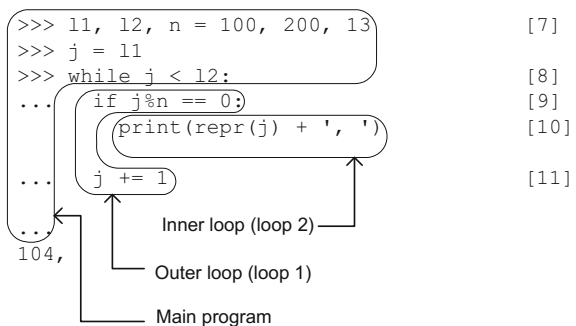 >>> l1, l2, n = 100, 200, 13 [7]
>>> j = l1
>>> while j < l2: [8]
... if j%n == 0: [9]
print(repr(j) + ', ') [10]
... j += 1 [11]
Inner loop (loop 2)
...
104,
Outer loop (loop 1)
Main program